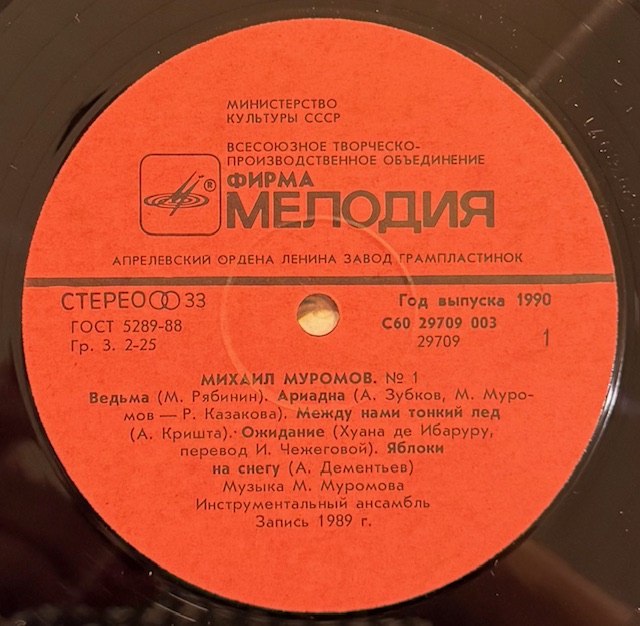 МИНИСТЕРСТВО
КУЛЬТУРЫ СССР
ВСЕСОЮЗНОЕ ТВОРЧЕСКО-
ПРОИЗВОДСТВЕННОЕ ОБЪЕДИНЕНИЕ
ФИРМА
®
МЕЛОДИЯ
АПРЕЛЕВСКИЙ ОРДЕНА ЛЕНИНА ЗАВОД ГРАМПЛАСТИНОК
СТЕРЕО 33
Год выпуска 1990
ГОСТ 5289-88
С60 29709 003
Гр. 3. 2-25
29709
1
МИХАИЛ МУРОМОВ. № 1
Ведьма (М. Рябинин). Ариадна (А. Зубков, М. Муро-
мов — Р. Казакова). Между нами тонкий лед
(А. Кришта). Ожидание (Хуана де Ибаруру,
перевод И. Чежеговой). Яблоки
на снегу (А. Дементьев)
Музыка М. Муромова
Инструментальный ансамбль
Запись 1989 г.